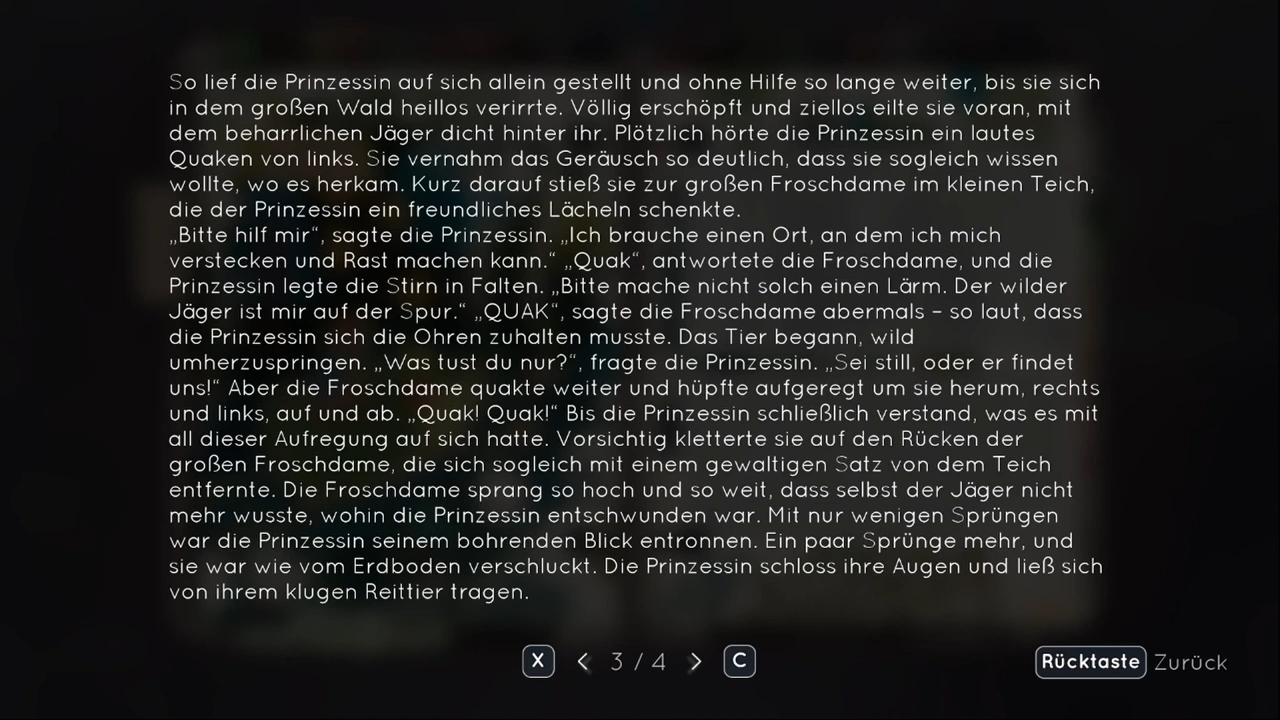 So lief die Prinzessin auf sich allein gestellt und ohne Hilfe so lange weiter, bis sie sich
in dem großen Wald heillos verirrte. Völlig erschöpft und ziellos eilte sie voran, mit
dem beharrlichen Jäger dicht hinter ihr. Plötzlich hörte die Prinzessin ein lautes
Quaken von links. Sie vernahm das Geräusch so deutlich, dass sie sogleich wissen
wollte, wo es herkam. Kurz darauf stieß sie zur großen Froschdame im kleinen Teich,
die der Prinzessin ein freundliches Lächeln schenkte.
„Bitte hilf mir“, sagte die Prinzessin. „Ich brauche einen Ort, an dem ich mich
verstecken und Rast machen kann.“ „Quak“, antwortete die Froschdame, und die
Prinzessin legte die Stirn in Falten. „Bitte mache nicht solch einen Lärm. Der wilder
Jäger ist mir auf der Spur.“ „QUAK“, sagte die Froschdame abermals – so laut, dass
die Prinzessin sich die Ohren zuhalten musste. Das Tier begann, wild
umherzuspringen. „Was tust du nur?“, fragte die Prinzessin. „Sei still, oder er findet
uns!“ Aber die Froschdame quakte weiter und hüpfte aufgeregt um sie herum, rechts
und links, auf und ab. „Quak! Quak!“ Bis die Prinzessin schließlich verstand, was es mit
all dieser Aufregung auf sich hatte. Vorsichtig kletterte sie auf den Rücken der
großen Froschdame, die sich sogleich mit einem gewaltigen Satz von dem Teich
entfernte. Die Froschdame sprang so hoch und so weit, dass selbst der Jäger nicht
mehr wusste, wohin die Prinzessin entschwunden war. Mit nur wenigen Sprüngen
war die Prinzessin seinem bohrenden Blick entronnen. Ein paar Sprünge mehr, und
sie war wie vom Erdboden verschluckt. Die Prinzessin schloss ihre Augen und ließ sich
von ihrem klugen Reittier tragen.
X < 3 / 4 > C
Rücktaste Zurück